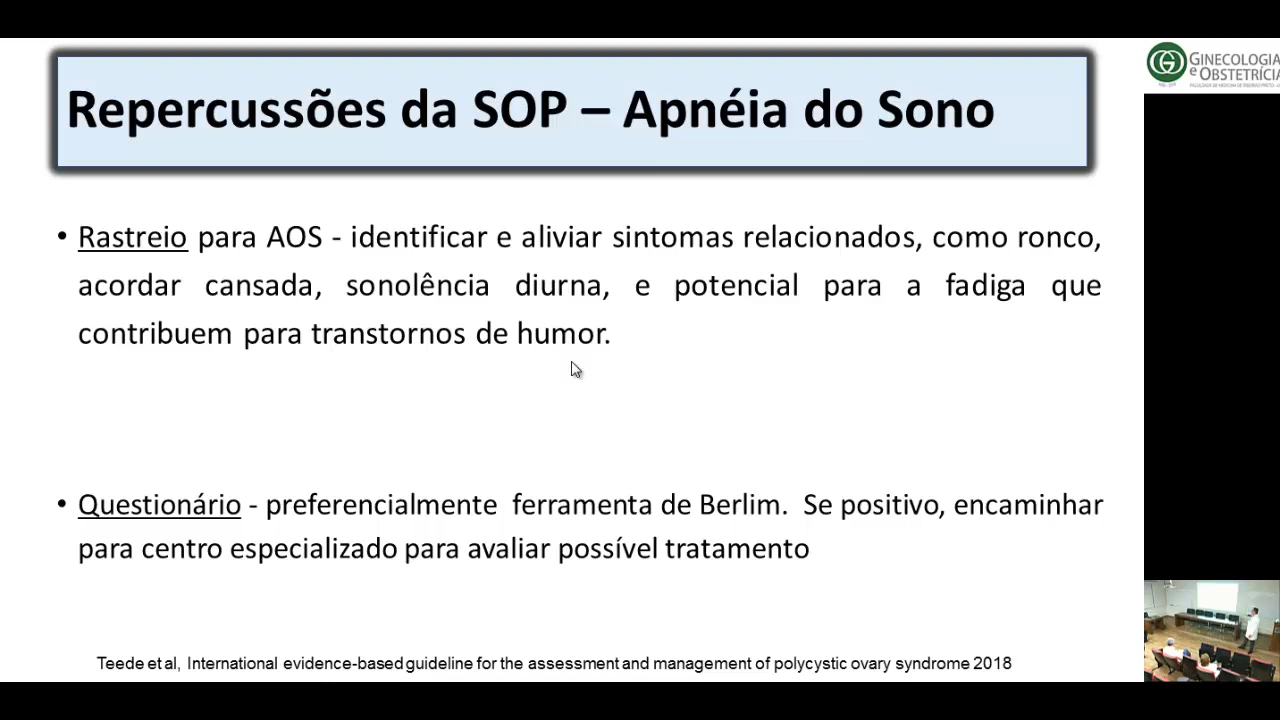 Repercussões da SOP – Apnéia do Sono
GINECOLOGIA
e OBSTETRÍCIA
• Rastreio para AOS - identificar e aliviar sintomas relacionados, como ronco,
acordar cansada, sonolência diurna, e potencial para a fadiga que
contribuem para transtornos de humor.
• Questionário - preferencialmente ferramenta de Berlim. Se positivo, encaminhar
para centro especializado para avaliar possível tratamento
Teede et al, International evidence-based guideline for the assessment and management of polycystic ovary syndrome 2018